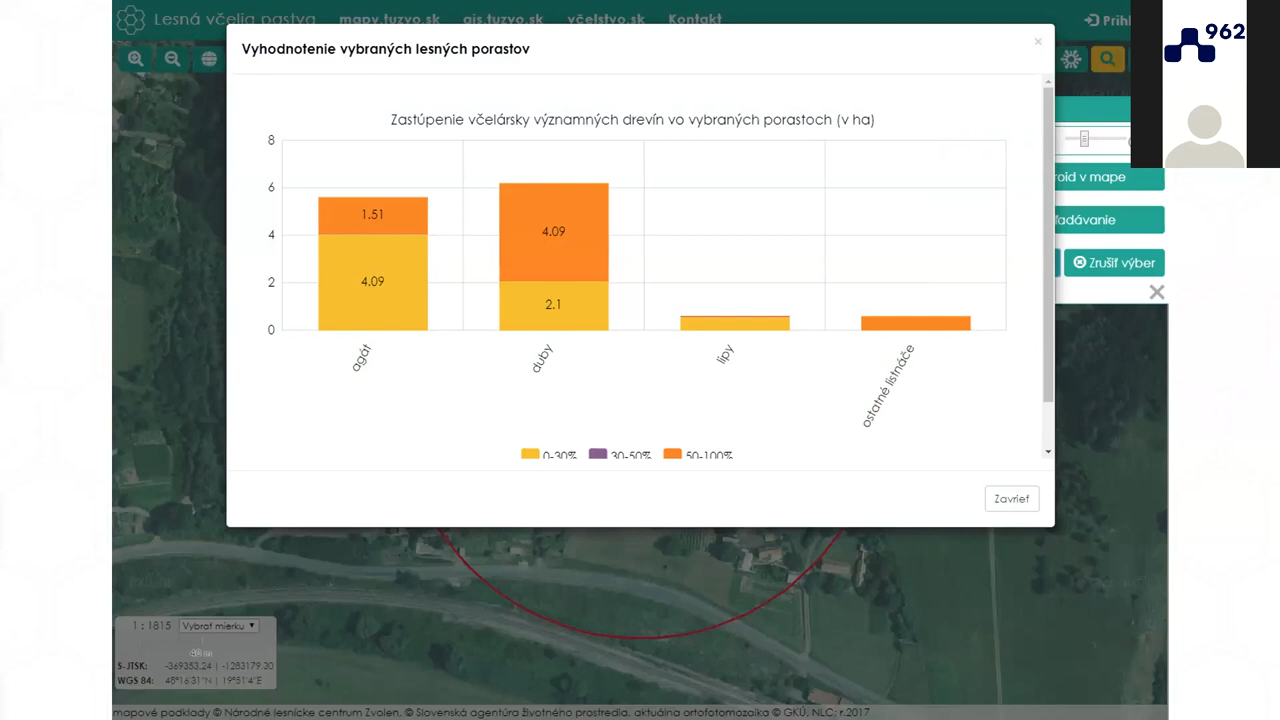 Lesná včelia pastva mapy.tuzvo.sk gis.tuzvo.sk včelstvo.sk Kontakt
962
Vyhodnotenie vybraných lesných porastov
×
Zastúpenie včelársky významných drevín vo vybraných porastoch (v ha)
8
6
4
2
0
1.51
4.09
4.09
2.1
agát
duby
lipy
ostatné listnáče
0-30% 30-50% 50-100%
Zavrieť
v mape
Zrušiť výber
1 : 1815 Vybrať mierku
40 m
S-JTSK: -369353.24 | -1283179.30
WGS 84: 48°16'31"N | 19°51'4"E
mapové podklady © Národné lesnícke centrum Zvolen, © Slovenská agentúra životného prostredia, aktuálna ortofotomozaika © GKÚ, NLC; r.2017